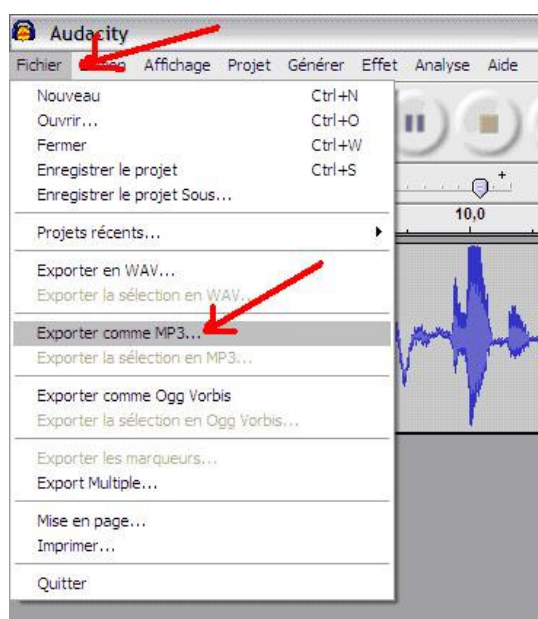 Audacity
Fichier Affichage Projet Générer Effet Analyse Aide
Nouveau Ctrl+N
Ouvrir... Ctrl+O
Fermer Ctrl+W
Enregistrer le projet Ctrl+S
Enregistrer le projet Sous...
Projets récents...
10,0
Exporter en WAV...
Exporter la sélection en WAV...
Exporter comme MP3...
Exporter la sélection en MP3...
Exporter comme Ogg Vorbis
Exporter la sélection en Ogg Vorbis...
Exporter les marqueurs...
Export Multiple...
Mise en page...
Imprimer...
Quitter